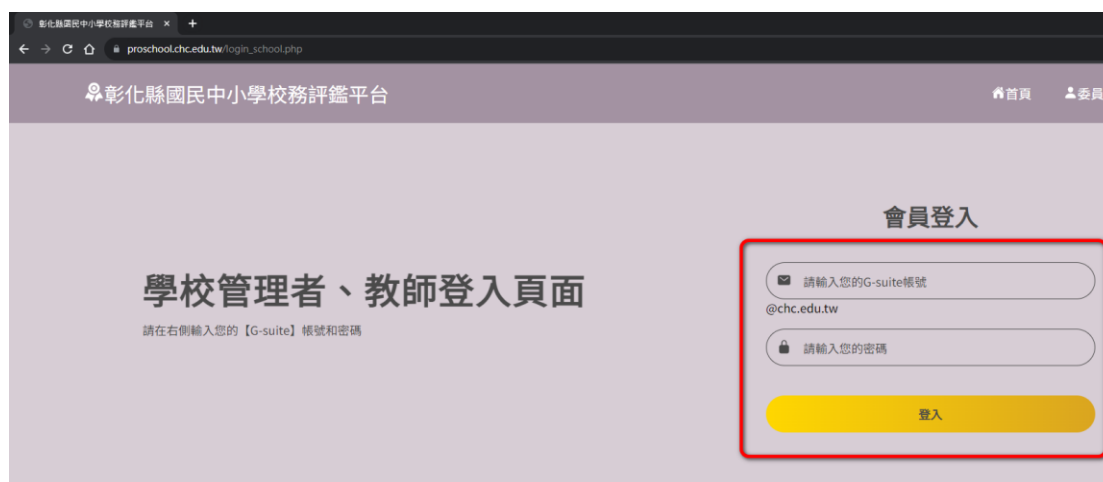 彰化縣國民中小學校務評鑑平台
proschool.chc.edu.tw/login_school.php
彰化縣國民中小學校務評鑑平台
首頁
委員
會員登入
學校管理者、教師登入頁面
請在右側輸入您的【G-suite】帳號和密碼
請輸入您的G-suite帳號
@chc.edu.tw
請輸入您的密碼
登入